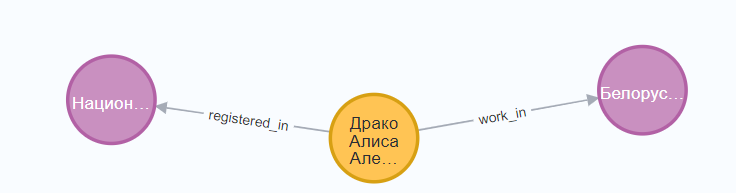 Национ...
registered_in
Драко
Алиса
Але...
work_in
Белорус...